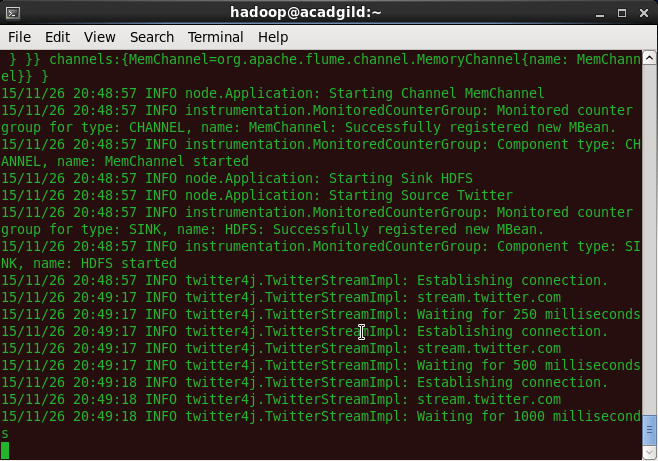 hadoop@acadgild:~
File Edit View Search Terminal Help
 } }} channels:{MemChannel=org.apache.flume.channel.MemoryChannel{name: MemChann
el}} }
15/11/26 20:48:57 INFO node.Application: Starting Channel MemChannel
15/11/26 20:48:57 INFO instrumentation.MonitoredCounterGroup: Monitored counter
group for type: CHANNEL, name: MemChannel: Successfully registered new MBean.
15/11/26 20:48:57 INFO instrumentation.MonitoredCounterGroup: Component type: CH
ANNEL, name: MemChannel started
15/11/26 20:48:57 INFO node.Application: Starting Sink HDFS
15/11/26 20:48:57 INFO node.Application: Starting Source Twitter
15/11/26 20:48:57 INFO instrumentation.MonitoredCounterGroup: Monitored counter
group for type: SINK, name: HDFS: Successfully registered new MBean.
15/11/26 20:48:57 INFO instrumentation.MonitoredCounterGroup: Component type: SI
NK, name: HDFS started
15/11/26 20:48:57 INFO twitter4j.TwitterStreamImpl: Establishing connection.
15/11/26 20:49:17 INFO twitter4j.TwitterStreamImpl: stream.twitter.com
15/11/26 20:49:17 INFO twitter4j.TwitterStreamImpl: Waiting for 250 milliseconds
15/11/26 20:49:17 INFO twitter4j.TwitterStreamImpl: Establishing connection.
15/11/26 20:49:17 INFO twitter4j.TwitterStreamImpl: stream.twitter.com
15/11/26 20:49:17 INFO twitter4j.TwitterStreamImpl: Waiting for 500 milliseconds
15/11/26 20:49:18 INFO twitter4j.TwitterStreamImpl: Establishing connection.
15/11/26 20:49:18 INFO twitter4j.TwitterStreamImpl: stream.twitter.com
15/11/26 20:49:18 INFO twitter4j.TwitterStreamImpl: Waiting for 1000 millisecond
s